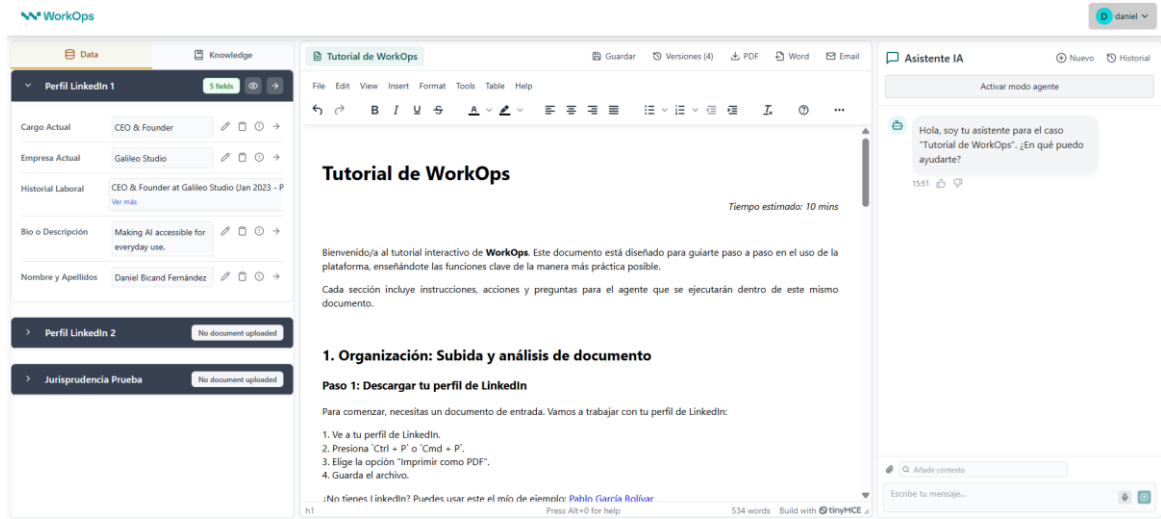 WorkOps
D daniel
Data
Knowledge
Perfil LinkedIn 1
5 fields
Cargo Actual
CEO & Founder
Empresa Actual
Galileo Studio
Historial Laboral
CEO & Founder at Galileo Studio (Jan 2023 - P
Ver más
Bio o Descripción
Making AI accessible for
everyday use.
Nombre y Apellidos
Daniel Bicand Fernández
Perfil LinkedIn 2
No document uploaded
Jurisprudencia Prueba
No document uploaded
Tutorial de WorkOps
Guardar
Versiones (4)
PDF
Word
Email
File Edit View Insert Format Tools Table Help
Tutorial de WorkOps
Tiempo estimado: 10 mins
Bienvenido/a al tutorial interactivo de WorkOps. Este documento está diseñado para guiarte paso a paso en el uso de la
plataforma, enseñándote las funciones clave de la manera más práctica posible.
Cada sección incluye instrucciones, acciones y preguntas para el agente que se ejecutarán dentro de este mismo
documento.
1. Organización: Subida y análisis de documento
Paso 1: Descargar tu perfil de LinkedIn
Para comenzar, necesitas un documento de entrada. Vamos a trabajar con tu perfil de LinkedIn:
1. Ve a tu perfil de LinkedIn.
2. Presiona `Ctrl + P` o `Cmd + P`.
3. Elige la opción "Imprimir como PDF".
4. Guarda el archivo.
¿No tienes LinkedIn? Puedes usar este el mío de ejemplo: Pablo García Bolívar
h1
Press Alt+0 for help
534 words
Build with tinyMCE
Asistente IA
Nuevo
Historial
Activar modo agente
Hola, soy tu asistente para el caso
"Tutorial de WorkOps". ¿En qué puedo
ayudarte?
15:51
Añadir contexto
Escribe tu mensaje...